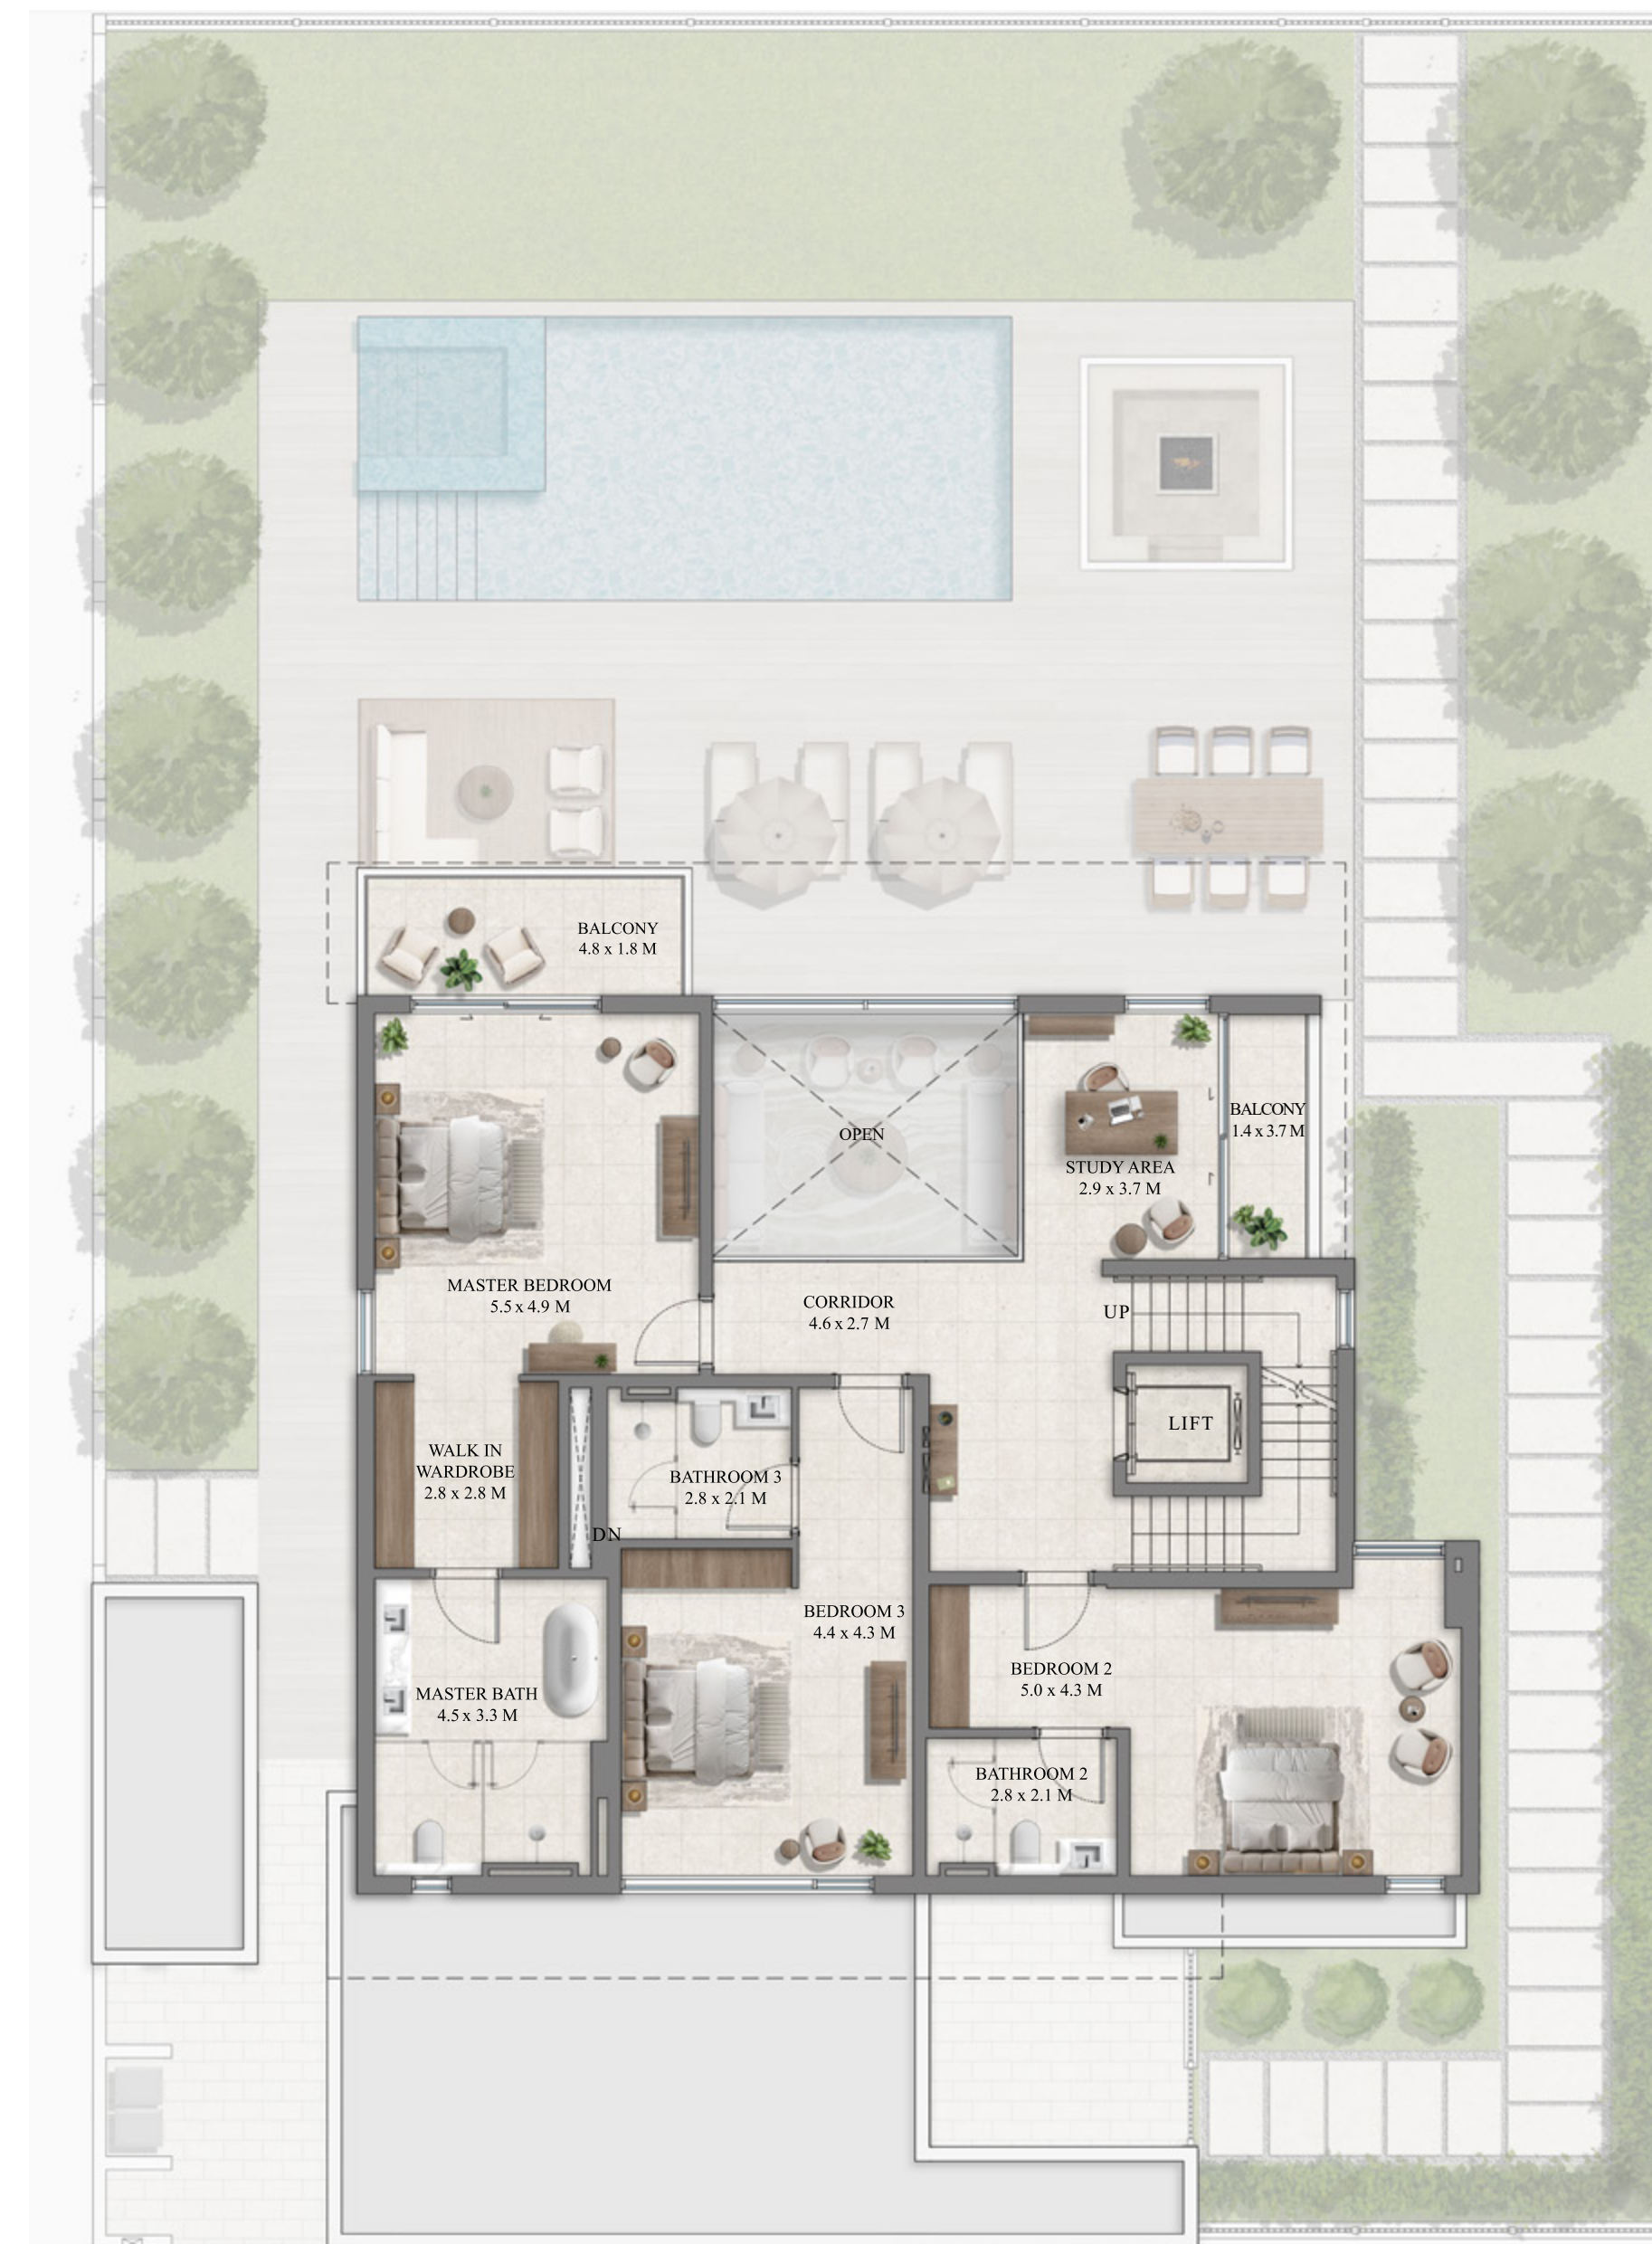 BALCONY
4.8 x 1.8 M
OPEN
BALCONY
1.4 x 3.7 M
STUDY AREA
2.9 x 3.7 M
MASTER BEDROOM
5.5 x 4.9 M
CORRIDOR
4.6 x 2.7 M
UP
LIFT
WALK IN
WARDROBE
2.8 x 2.8 M
BATHROOM 3
2.8 x 2.1 M
DN
BEDROOM 3
4.4 x 4.3 M
BEDROOM 2
5.0 x 4.3 M
MASTER BATH
4.5 x 3.3 M
BATHROOM 2
2.8 x 2.1 M